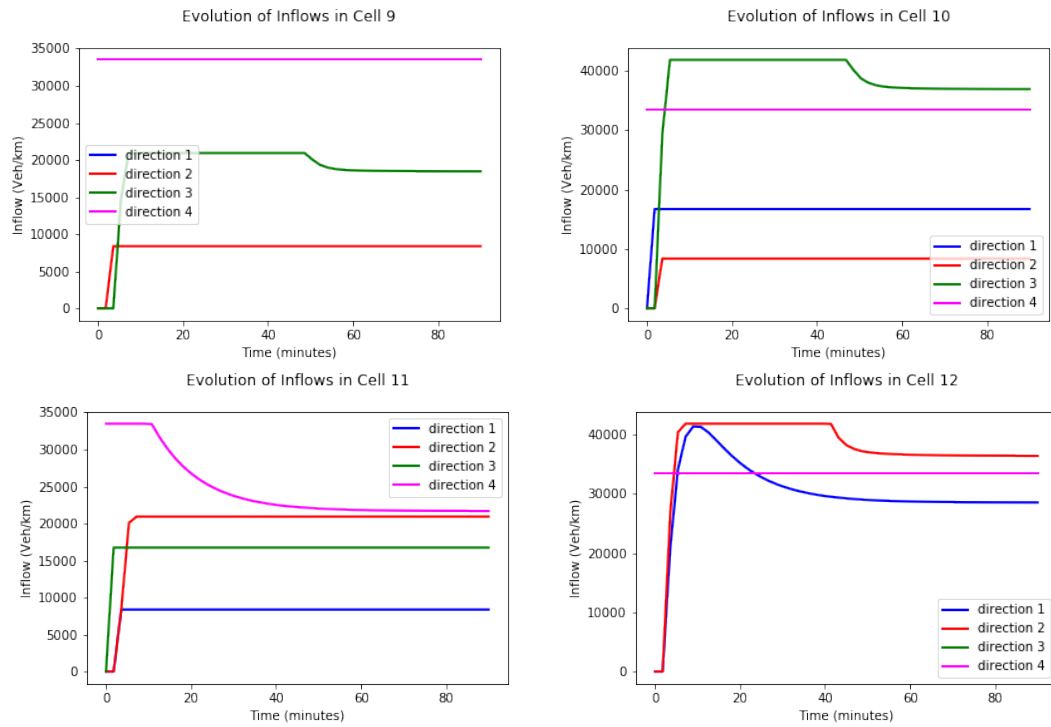 Evolution of Inflows in Cell 9
35000
30000
25000
20000
15000
10000
5000
0
Inflow (Veh/km)
direction 1
direction 2
direction 3
direction 4
0 20 40 60 80
Time (minutes)
Evolution of Inflows in Cell 10
40000
30000
20000
10000
0
Inflow (Veh/km)
direction 1
direction 2
direction 3
direction 4
0 20 40 60 80
Time (minutes)
Evolution of Inflows in Cell 11
35000
30000
25000
20000
15000
10000
5000
0
Inflow (Veh/km)
direction 1
direction 2
direction 3
direction 4
0 20 40 60 80
Time (minutes)
Evolution of Inflows in Cell 12
40000
30000
20000
10000
0
Inflow (Veh/km)
direction 1
direction 2
direction 3
direction 4
0 20 40 60 80
Time (minutes)